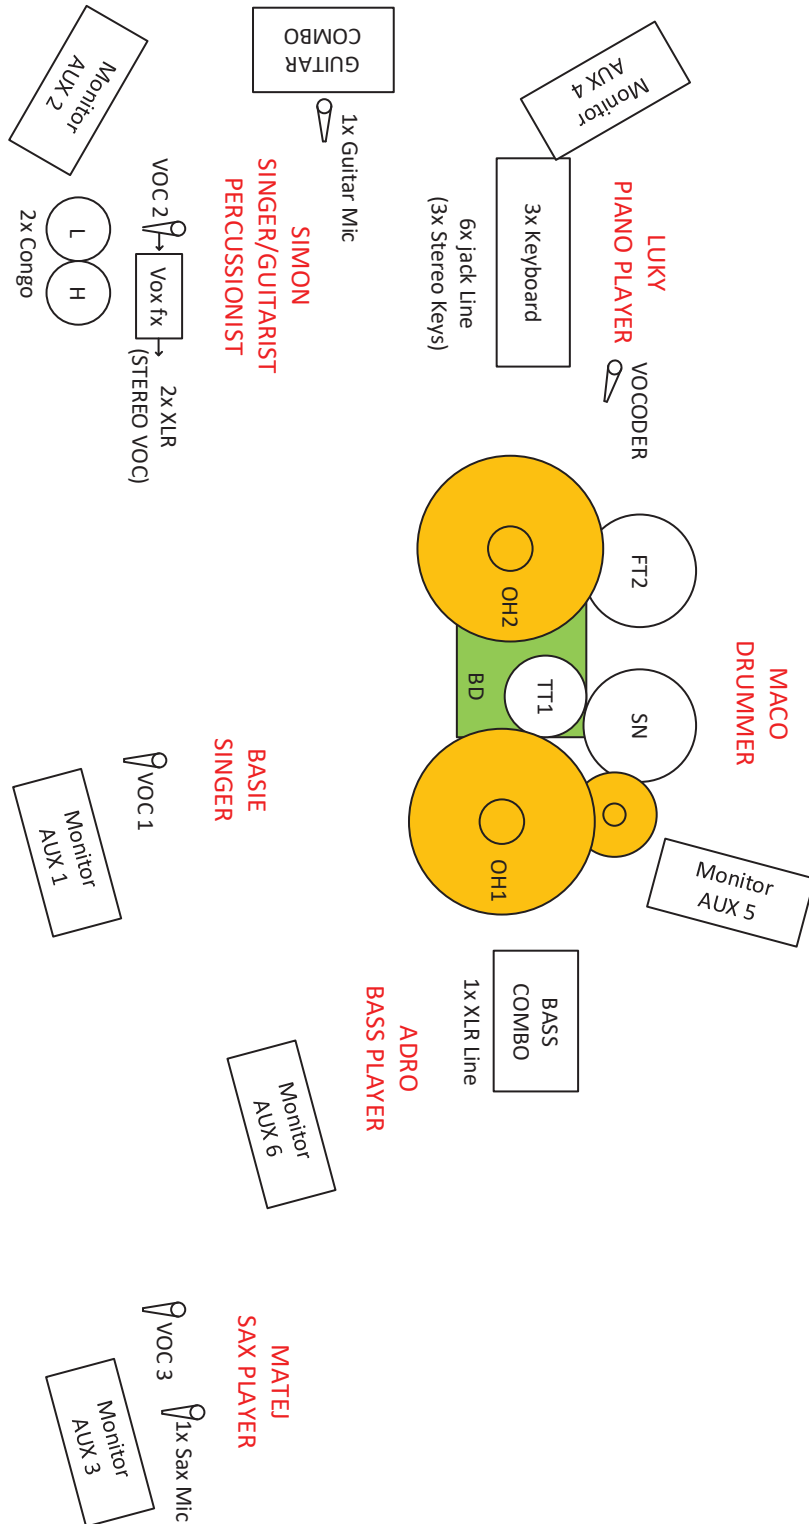 Monitor
AUX 2
GUITAR
COMBO
1x Guitar Mic
Monitor
AUX 4
SIMON
SINGER/GUITARIST
PERCUSSIONIST
VOC 2
Vox fx
2x XLR
(STEREO VOC)
L
H
2x Congo
LUKY
PIANO PLAYER
3x Keyboard
6x jack Line
(3x Stereo Keys)
VOCODER
MACO
DRUMMER
FT2
SN
OH2
TT1
BD
OH1
Monitor
AUX 5
BASIE
SINGER
VOC 1
Monitor
AUX 1
BASS
COMBO
1x XLR Line
ADRO
BASS PLAYER
Monitor
AUX 6
MATEJ
SAX PLAYER
VOC 3
1x Sax Mic
Monitor
AUX 3